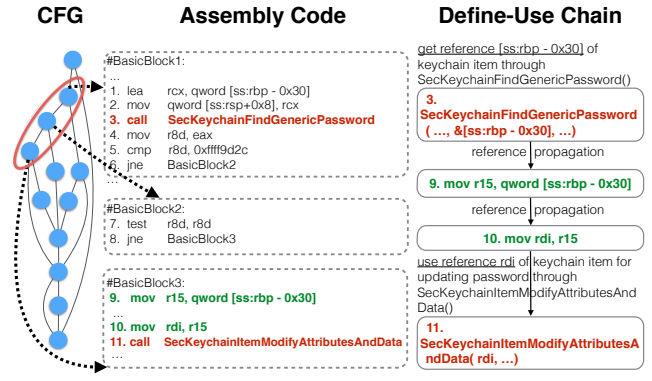 CFG
Assembly Code
Define-Use Chain
#BasicBlock1:
...
1. lea rcx, qword [ss:rbp - 0x30]
2. mov qword [ss:rsp+0x8], rcx
3. call SecKeychainFindGenericPassword
4. mov r8d, eax
5. cmp r8d, 0xffff9d2c
6. jne BasicBlock2
...
#BasicBlock2:
7. test r8d, r8d
8. jne BasicBlock3
#BasicBlock3:
9. mov r15, qword [ss:rbp - 0x30]
...
10. mov rdi, r15
11. call SecKeychainItemModifyAttributesAndData
...
get reference [ss:rbp - 0x30] of
keychain item through
SecKeychainFindGenericPassword()
3.
SecKeychainFindGenericPassword
( ..., &[ss:rbp - 0x30], ...)
reference propagation
9. mov r15, qword [ss:rbp - 0x30]
reference propagation
10. mov rdi, r15
use reference rdi of keychain item for
updating password through
SecKeychainItemModifyAttributesAnd
Data()
11.
SecKeychainItemModifyAttributesA
ndData( rdi, ...)